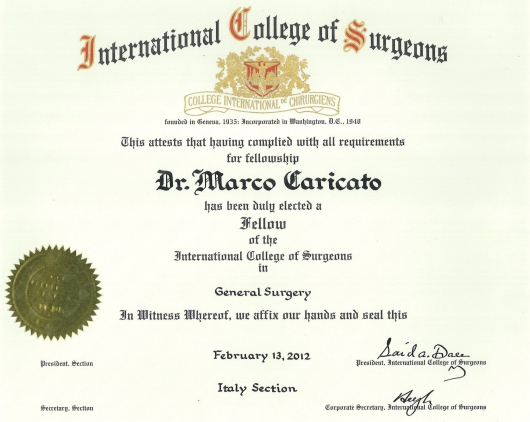 International College of Surgeons
COLLEGE INTERNATIONAL DE CHIRURGIENS
founded in Geneva, 1935: Incorporated in Washington, D.C., 1940
This attests that having complied with all requirements
for fellowship
Dr. Marco Caricato
has been duly elected a
Fellow
of the
International College of Surgeons
in
General Surgery
In Witness Whereof, we affix our hands and seal this
February 13, 2012
President, Section
President, International College of Surgeons
Italy Section
Secretary, Section
Corporate Secretary, International College of Surgeons